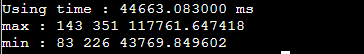 Using time : 44663.083000 ms
max : 143 351 117761.647418
min : 83 226 43769.849602